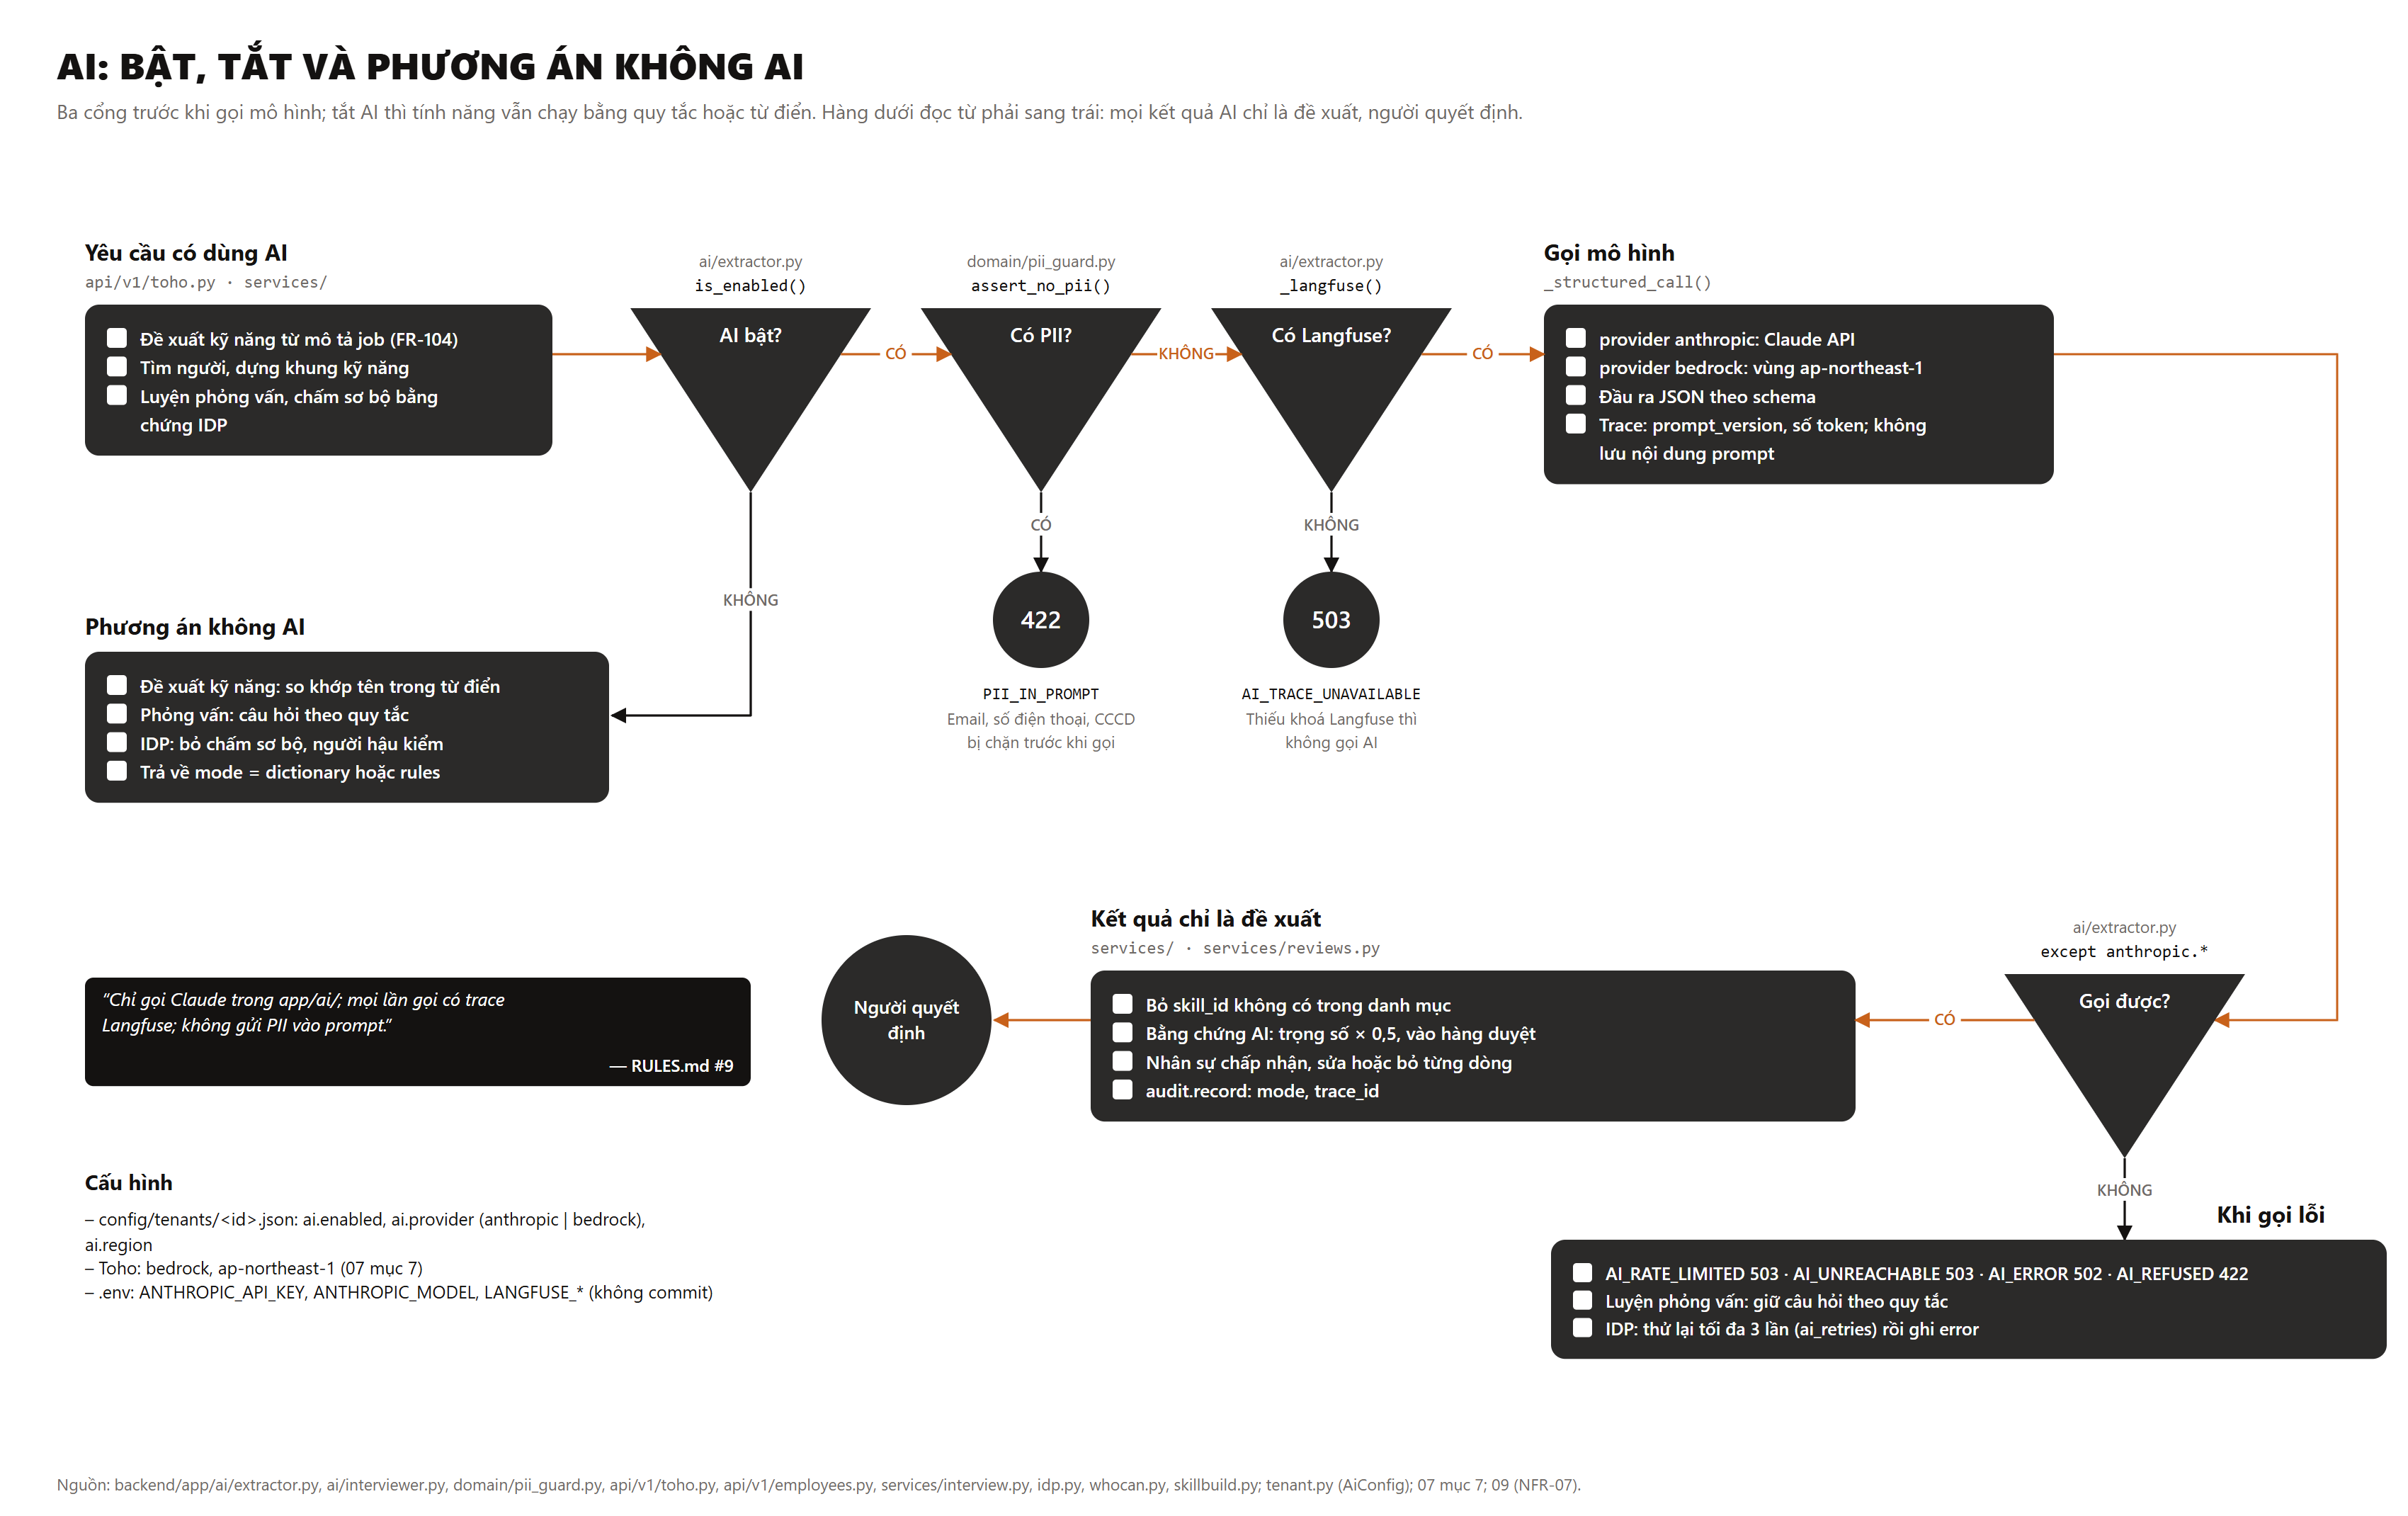 AI: BẬT, TẮT VÀ PHƯƠNG ÁN KHÔNG AI
Ba cổng trước khi gọi mô hình; tắt AI thì tính năng vẫn chạy bằng quy tắc hoặc từ điển. Hàng dưới đọc từ phải sang trái: mọi kết quả AI chỉ là đề xuất, người quyết định.
Yêu cầu có dùng AI
api/v1/toho.py · services/
Đề xuất kỹ năng từ mô tả job (FR-104)
Tìm người, dựng khung kỹ năng
Luyện phỏng vấn, chấm sơ bộ bằng
chứng IDP
ai/extractor.py
is_enabled()
AI bật?
CÓ
KHÔNG
domain/pii_guard.py
assert_no_pii()
Có PII?
KHÔNG
CÓ
422
PII_IN_PROMPT
Email, số điện thoại, CCCD
bị chặn trước khi gọi
ai/extractor.py
_langfuse()
Có Langfuse?
CÓ
KHÔNG
503
AI_TRACE_UNAVAILABLE
Thiếu khoá Langfuse thì
không gọi AI
Gọi mô hình
_structured_call()
provider anthropic: Claude API
provider bedrock: vùng ap-northeast-1
Đầu ra JSON theo schema
Trace: prompt_version, số token; không
lưu nội dung prompt
Phương án không AI
Đề xuất kỹ năng: so khớp tên trong từ điển
Phỏng vấn: câu hỏi theo quy tắc
IDP: bỏ chấm sơ bộ, người hậu kiểm
Trả về mode = dictionary hoặc rules
ai/extractor.py
except anthropic.*
Gọi được?
CÓ
KHÔNG
Kết quả chỉ là đề xuất
services/ · services/reviews.py
Bỏ skill_id không có trong danh mục
Bằng chứng AI: trọng số × 0,5, vào hàng duyệt
Nhân sự chấp nhận, sửa hoặc bỏ từng dòng
audit.record: mode, trace_id
Người quyết
định
“Chỉ gọi Claude trong app/ai/; mọi lần gọi có trace
Langfuse; không gửi PII vào prompt.”
— RULES.md #9
Khi gọi lỗi
AI_RATE_LIMITED 503 · AI_UNREACHABLE 503 · AI_ERROR 502 · AI_REFUSED 422
Luyện phỏng vấn: giữ câu hỏi theo quy tắc
IDP: thử lại tối đa 3 lần (ai_retries) rồi ghi error
Cấu hình
– config/tenants/<id>.json: ai.enabled, ai.provider (anthropic | bedrock),
ai.region
– Toho: bedrock, ap-northeast-1 (07 mục 7)
– .env: ANTHROPIC_API_KEY, ANTHROPIC_MODEL, LANGFUSE_* (không commit)
Nguồn: backend/app/ai/extractor.py, ai/interviewer.py, domain/pii_guard.py, api/v1/toho.py, api/v1/employees.py, services/interview.py, idp.py, whocan.py, skillbuild.py; tenant.py (AiConfig); 07 mục 7; 09 (NFR-07).